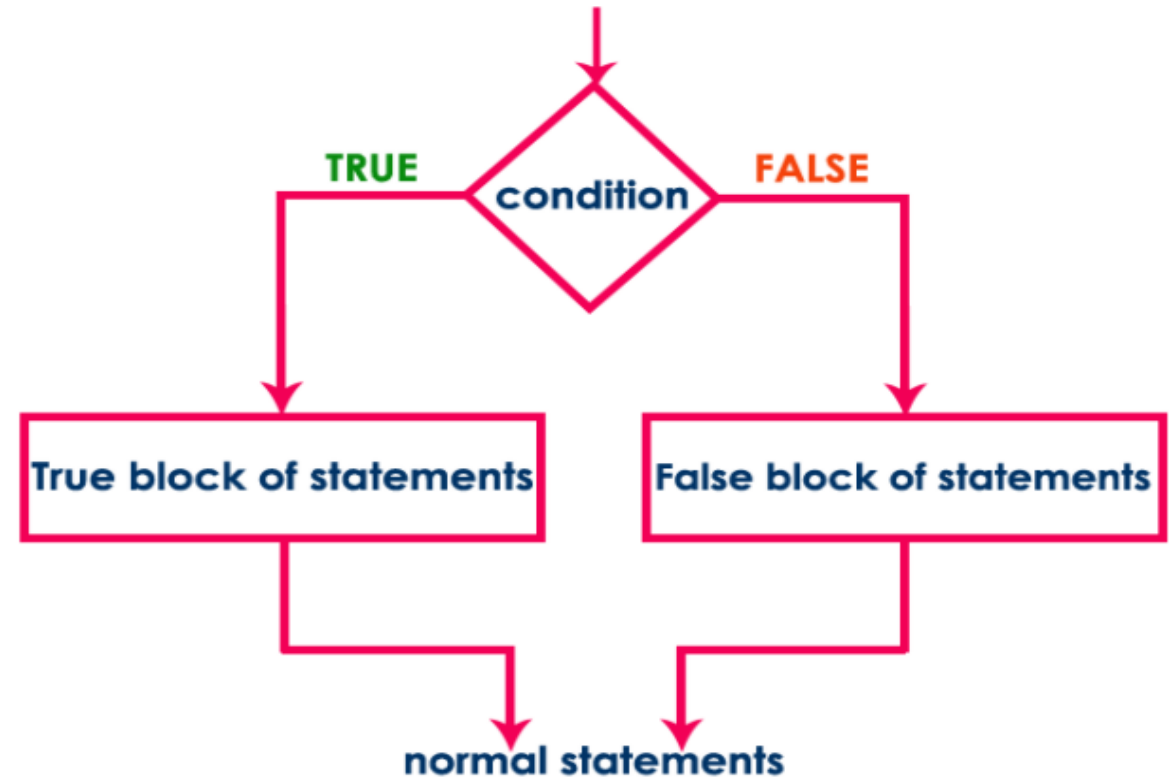 TRUE
FALSE
condition
True block of statements
False block of statements
normal statements